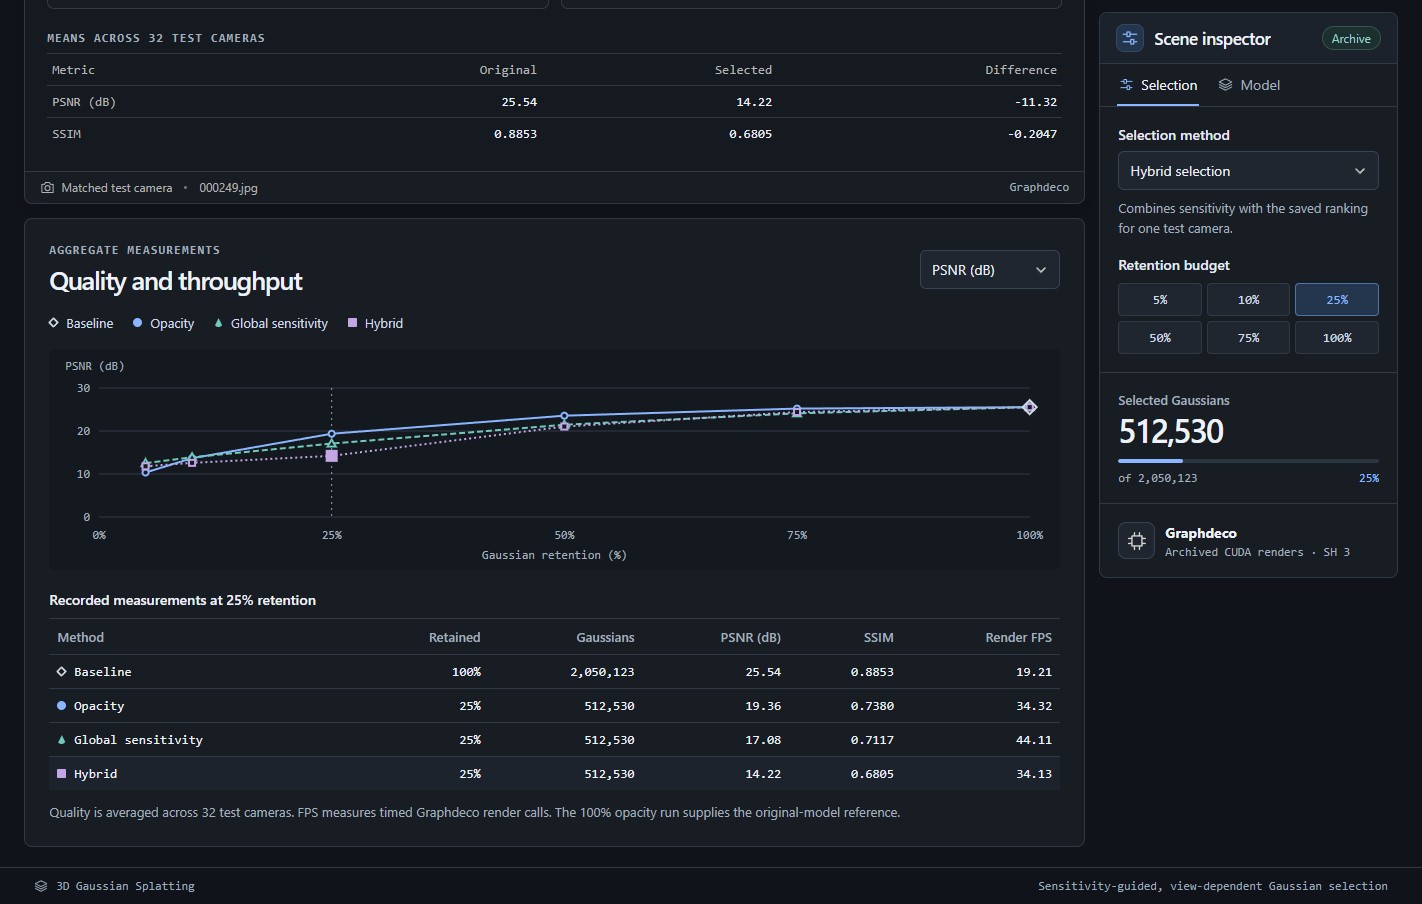 MEANS ACROSS 32 TEST CAMERAS
Metric Original Selected Difference
PSNR (dB) 25.54 14.22 -11.32
SSIM 0.8853 0.6805 -0.2047
Matched test camera • 000249.jpg Graphdeco
AGGREGATE MEASUREMENTS
Quality and throughput
PSNR (dB)
Baseline Opacity Global sensitivity Hybrid
PSNR (dB)
30
20
10
0
0% 25% 50% 75% 100%
Gaussian retention (%)
Recorded measurements at 25% retention
Method Retained Gaussians PSNR (dB) SSIM Render FPS
Baseline 100% 2,050,123 25.54 0.8853 19.21
Opacity 25% 512,530 19.36 0.7380 34.32
Global sensitivity 25% 512,530 17.08 0.7117 44.11
Hybrid 25% 512,530 14.22 0.6805 34.13
Quality is averaged across 32 test cameras. FPS measures timed Graphdeco render calls. The 100% opacity run supplies the original-model reference.
Scene inspector Archive
Selection Model
Selection method
Hybrid selection
Combines sensitivity with the saved ranking
for one test camera.
Retention budget
5% 10% 25%
50% 75% 100%
Selected Gaussians
512,530
of 2,050,123 25%
Graphdeco
Archived CUDA renders · SH 3
3D Gaussian Splatting Sensitivity-guided, view-dependent Gaussian selection